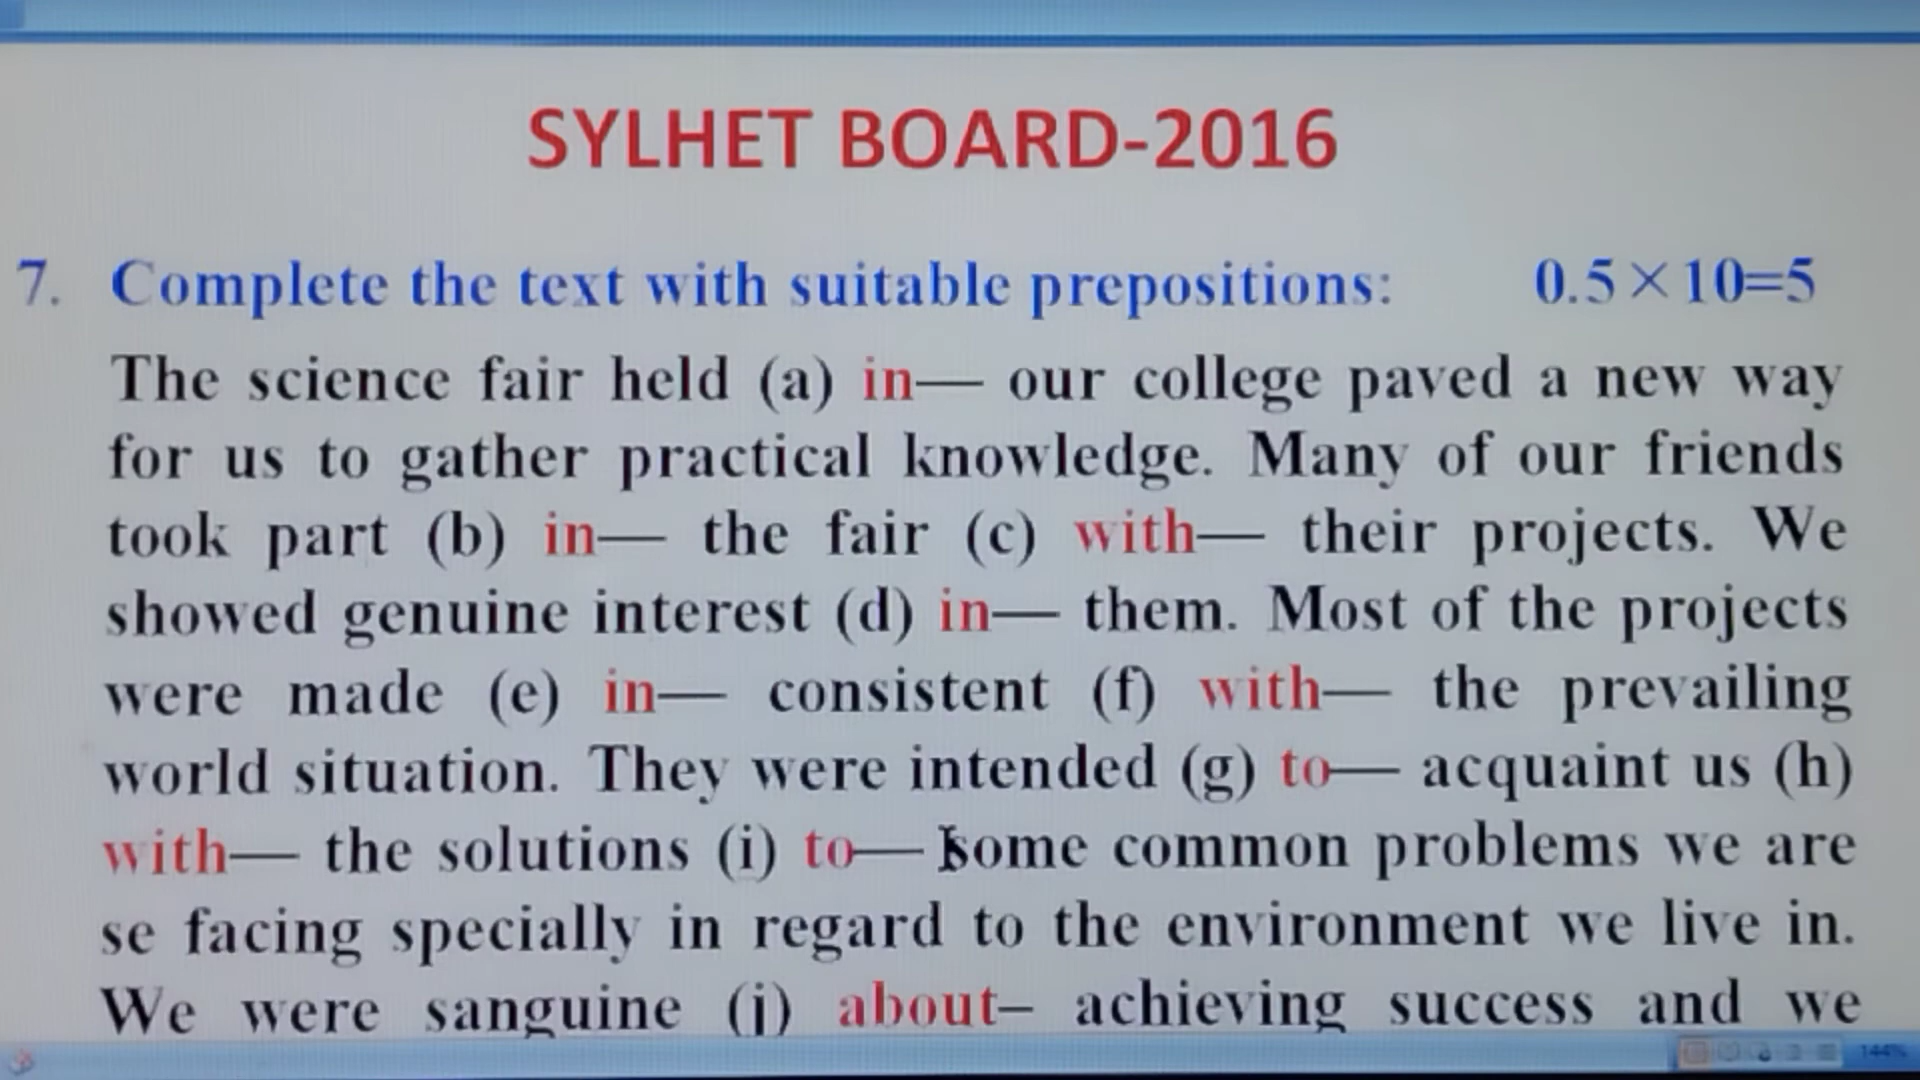 SYLHET BOARD-2016
7. Complete the text with suitable prepositions: 0.5×10=5
The science fair held (a) in— our college paved a new way
for us to gather practical knowledge. Many of our friends
took part (b) in— the fair (c) with— their projects. We
showed genuine interest (d) in— them. Most of the projects
were made (e) in— consistent (f) with— the prevailing
world situation. They were intended (g) to— acquaint us (h)
with— the solutions (i) to— some common problems we are
se facing specially in regard to the environment we live in.
We were sanguine (j) about– achieving success and we
144%